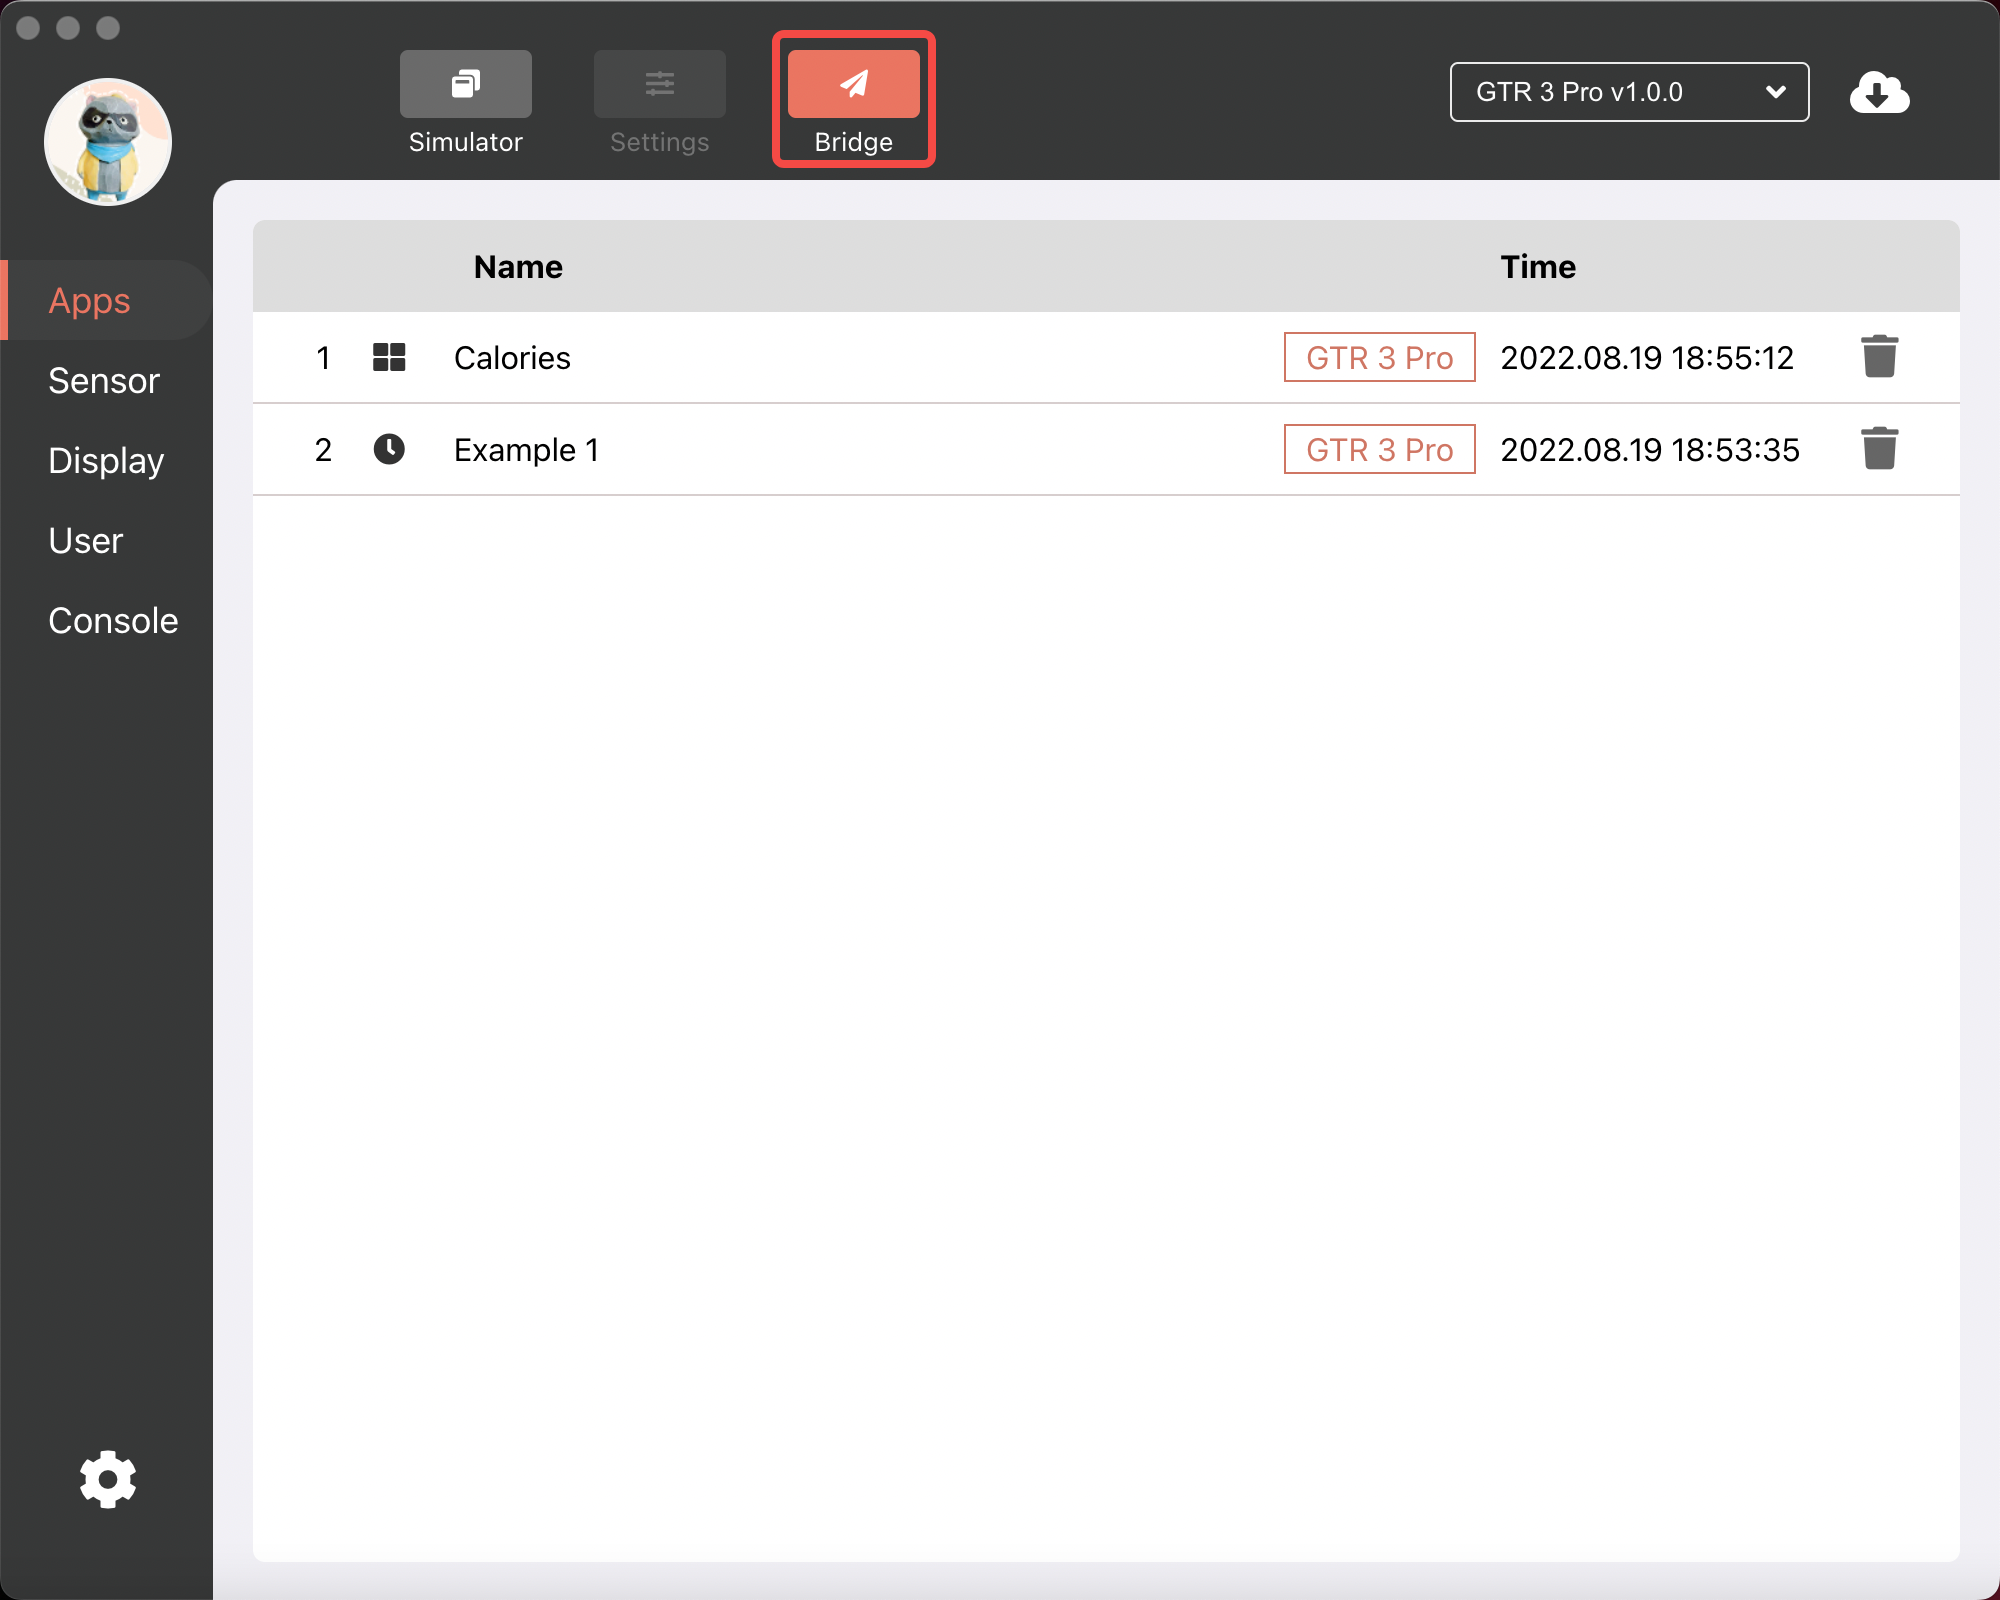 Simulator
Settings
Bridge
GTR 3 Pro v1.0.0
Apps
Sensor
Display
User
Console
Name Time
1 Calories GTR 3 Pro 2022.08.19 18:55:12
2 Example 1 GTR 3 Pro 2022.08.19 18:53:35